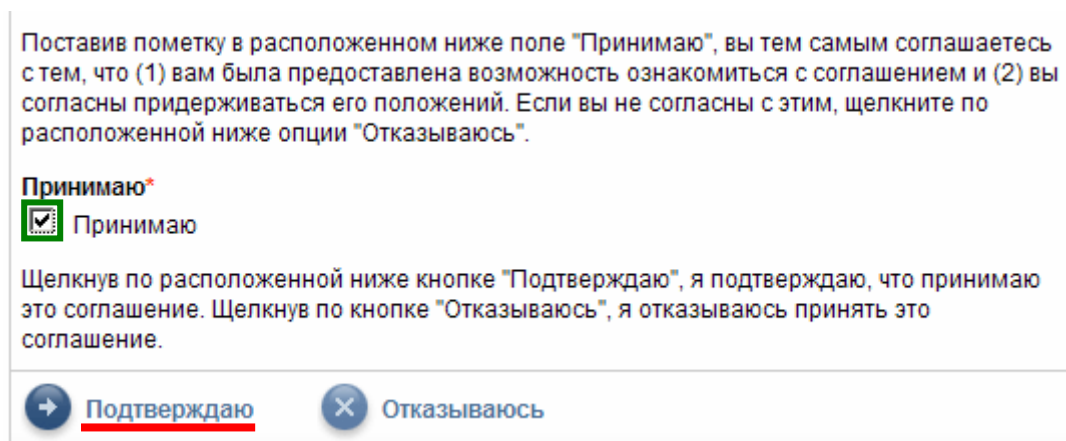 Поставив пометку в расположенном ниже поле "Принимаю", вы тем самым соглашаетесь
с тем, что (1) вам была предоставлена возможность ознакомиться с соглашением и (2) вы
согласны придерживаться его положений. Если вы не согласны с этим, щелкните по
расположенной ниже опции "Отказываюсь".
Принимаю*
Принимаю
Щелкнув по расположенной ниже кнопке "Подтверждаю", я подтверждаю, что принимаю
это соглашение. Щелкнув по кнопке "Отказываюсь", я отказываюсь принять это
соглашение.
Подтверждаю Отказываюсь